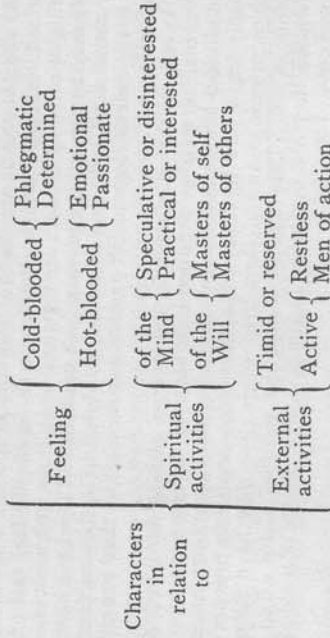 Characters
in
relation
to
Feeling
Cold-blooded
Phlegmatic
Determined
Hot-blooded
Emotional
Passionate
Spiritual
activities
of the
Mind
Speculative or disinterested
Practical or interested
of the
Will
Masters of self
Masters of others
External
activities
Timid or reserved
Active
Restless
Men of action